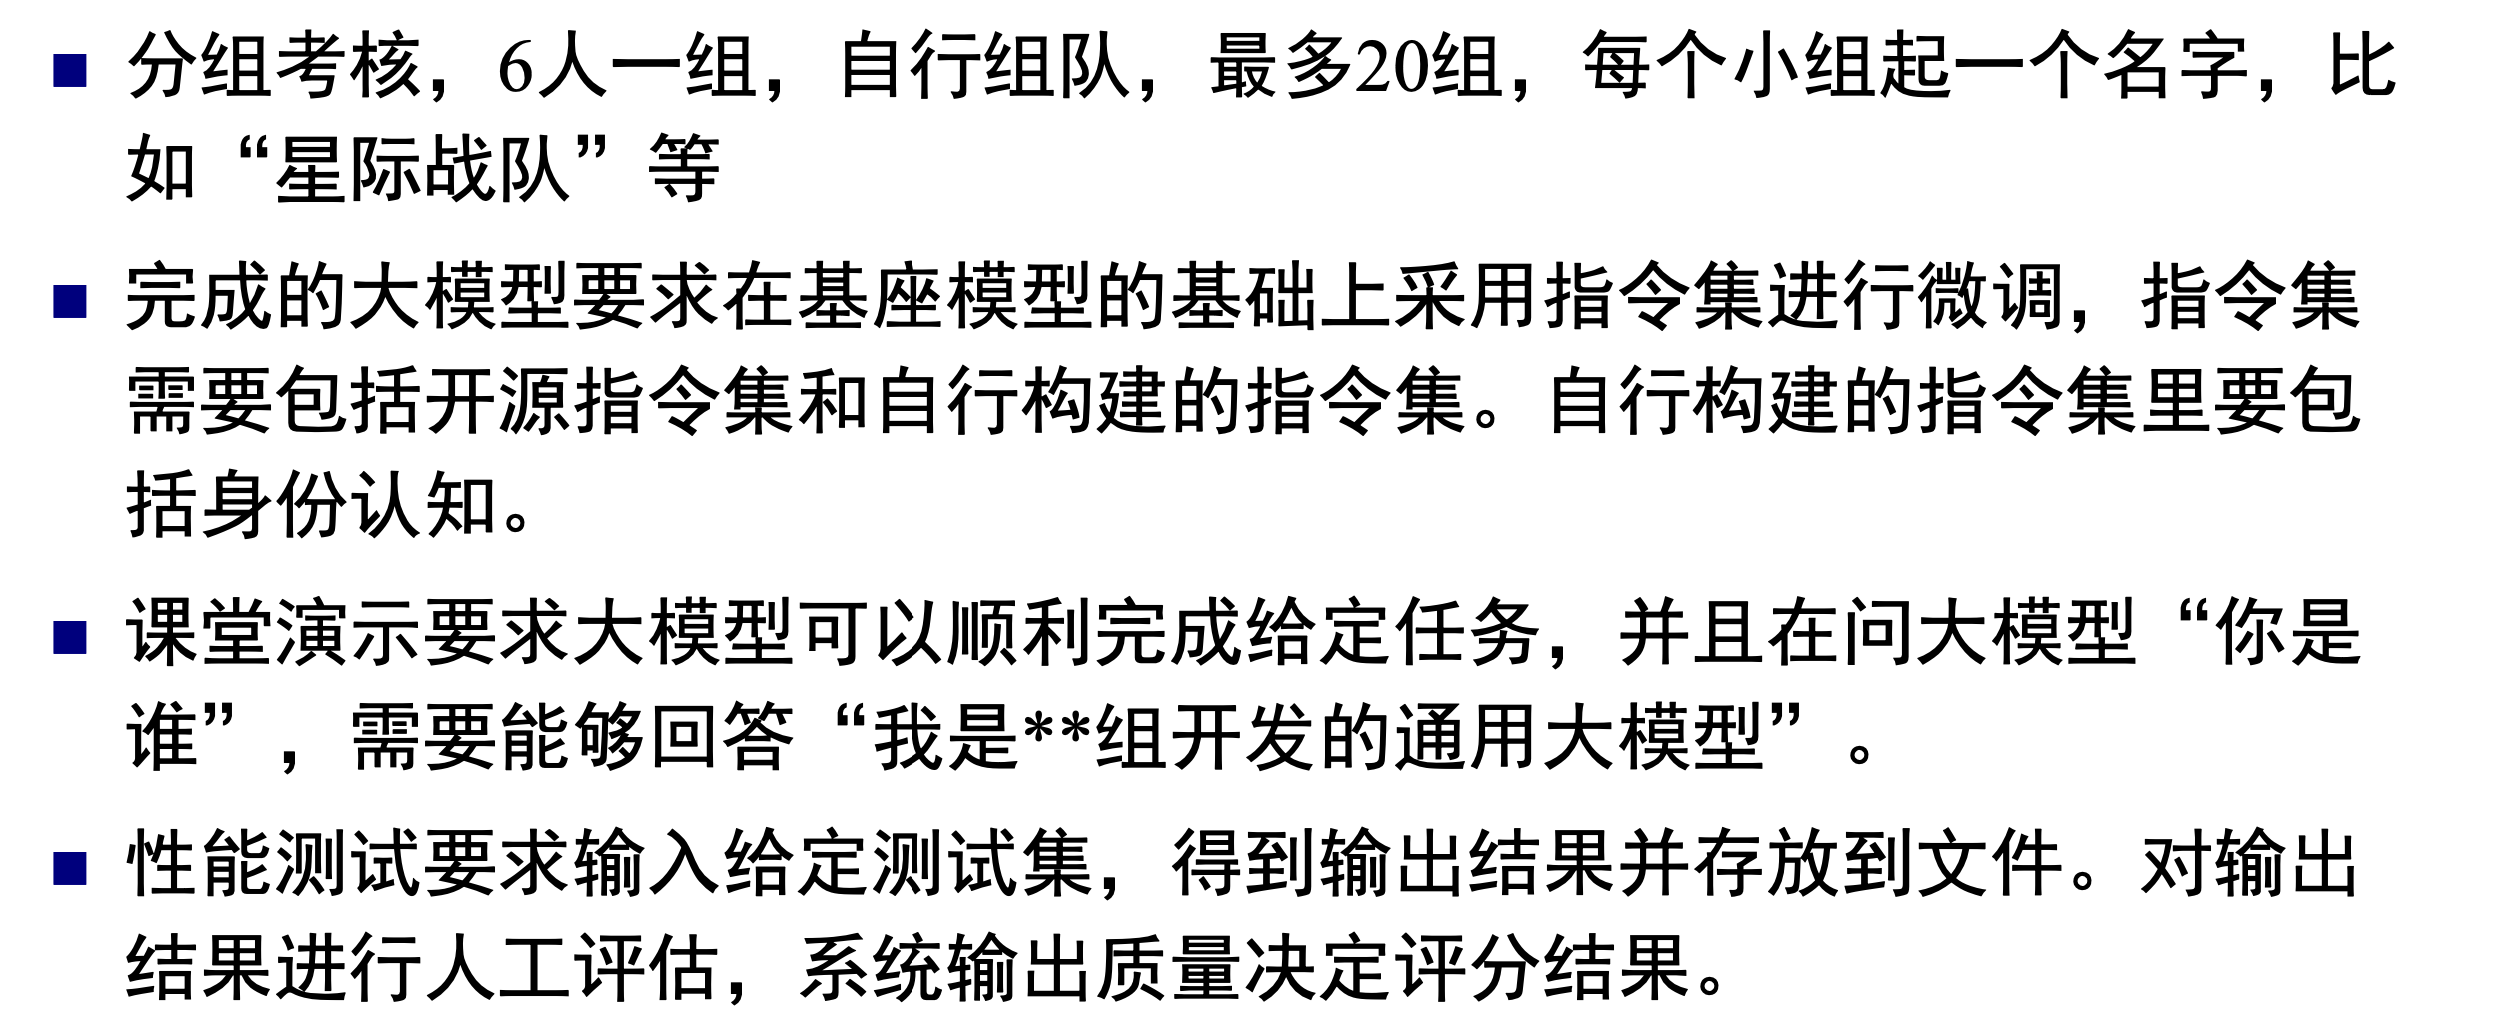 分组考核,6人一组,自行组队,最多29组,每个小组起一个名字,比
如“星际战队”等
完成仿大模型要求在基座模型的基础上采用指令集进行微调,指令集
需要包括开源指令集和自行构建的指令集。自行构建的指令集里要包
括身份认知。
课堂演示要求大模型可以顺利完成指定任务,并且在问大模型“你是
谁”,需要能够回答“我是**组开发的通用大模型”。
性能测试要求输入给定测试集,得到输出结果并保存到文件。对输出
结果进行人工评估,系统输出质量决定评分结果。